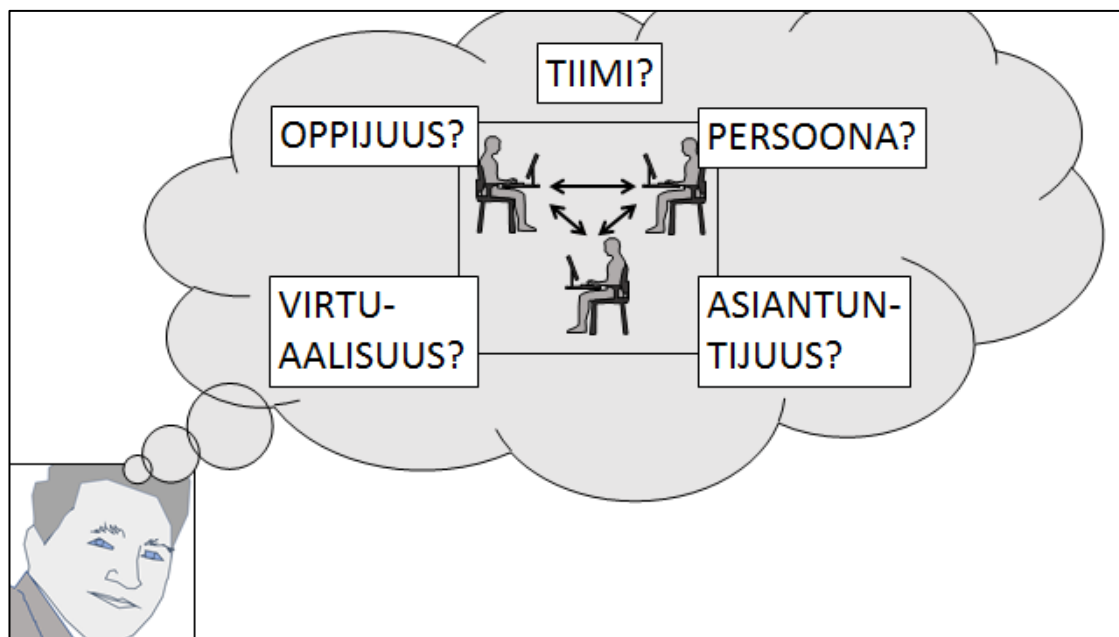 TIIMI?
OPPIJUUS?
PERSOONA?
VIRTU-
AALISUUS?
ASIANTUN-
TIJUUS?